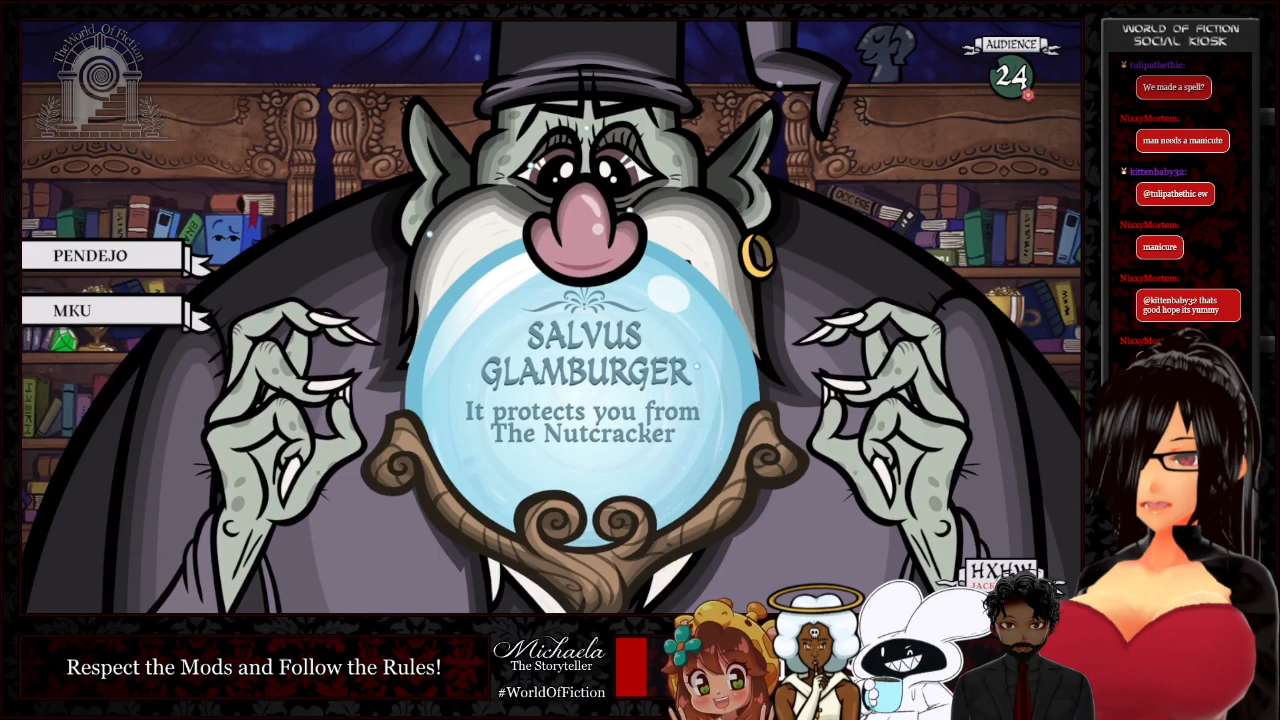 The World Of Fiction
AUDIENCE
24
PENDEJO
MKU
SALVUS
GLAMBURGER
It protects you from
The Nutcracker
HXHW
WORLD OF FICTION
SOCIAL KIOSK
tulipathethic:
We made a spell?
NixxyMortem:
man needs a manicute
kittenbaby32:
@tulipathethic ew
NixxyMortem:
manicure
NixxyMortem:
@kittenbaby32 thats
good hope its yummy
Respect the Mods and Follow the Rules!
Michaela
The Storyteller
#WorldOfFiction